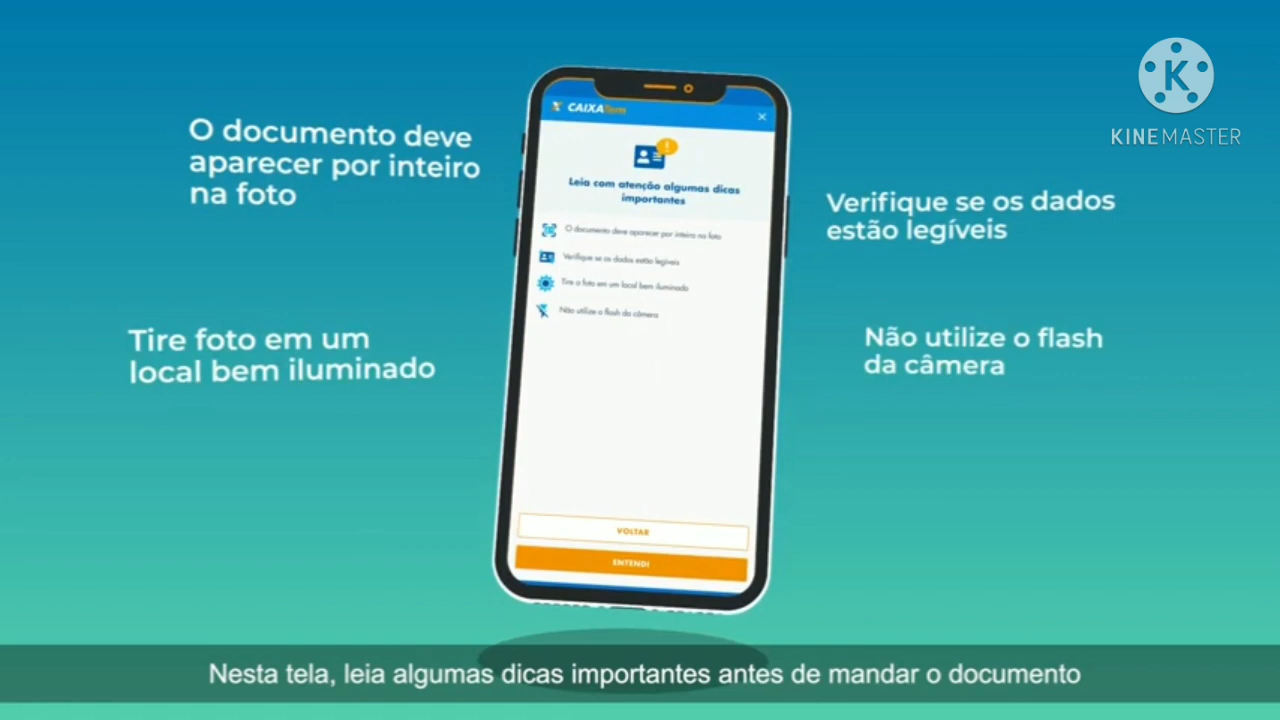 O documento deve
aparecer por inteiro
na foto
Tire foto em um
local bem iluminado
CAIXATem
Leia com atenção algumas dicas
importantes
O documento deve aparecer por inteiro na foto
Verifique se os dados estão legíveis
Tire a foto em um local bem iluminado
Não utilize o flash da câmera
VOLTAR
ENTENDI
KINEMASTER
Verifique se os dados
estão legíveis
Não utilize o flash
da câmera
Nesta tela, leia algumas dicas importantes antes de mandar o documento